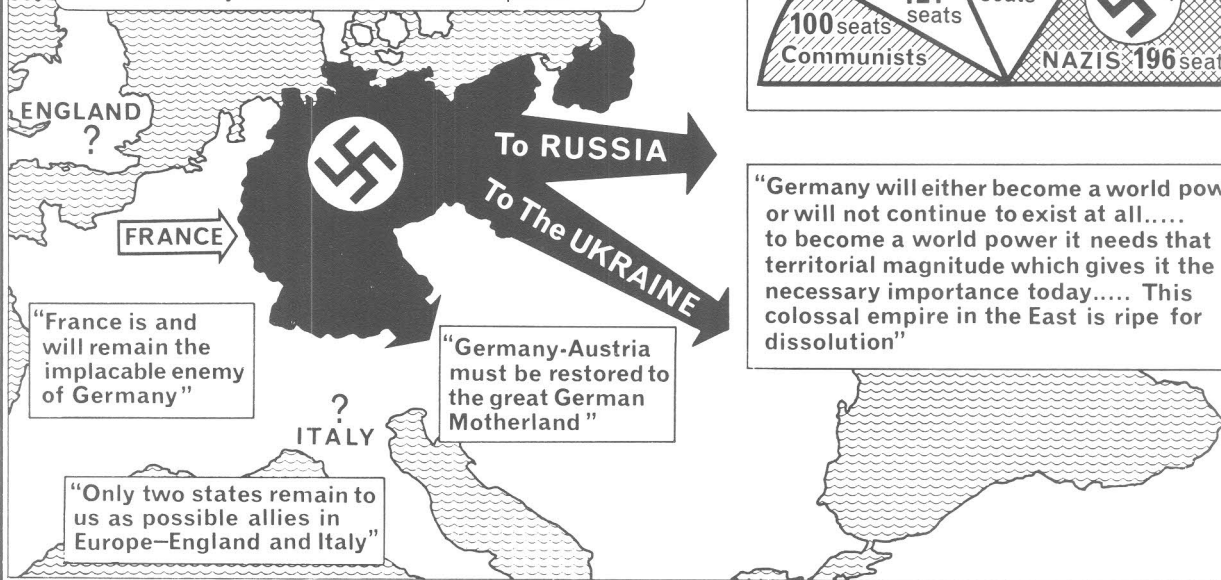 100 seats
Communists
seats
NAZIS 196
ENGLAND
?
To RUSSIA
To The UKRAINE
FRANCE
"Germany will either become a world
or will not continue to exist at all.....
to become a world power it needs that
territorial magnitude which gives it the
necessary importance today..... This
colossal empire in the East is ripe for
dissolution"
"France is and
will remain the
implacable enemy
of Germany"
"Germany-Austria
must be restored to
the great German
Motherland"
?
ITALY
"Only two states remain to
us as possible allies in
Europe—England and Italy"